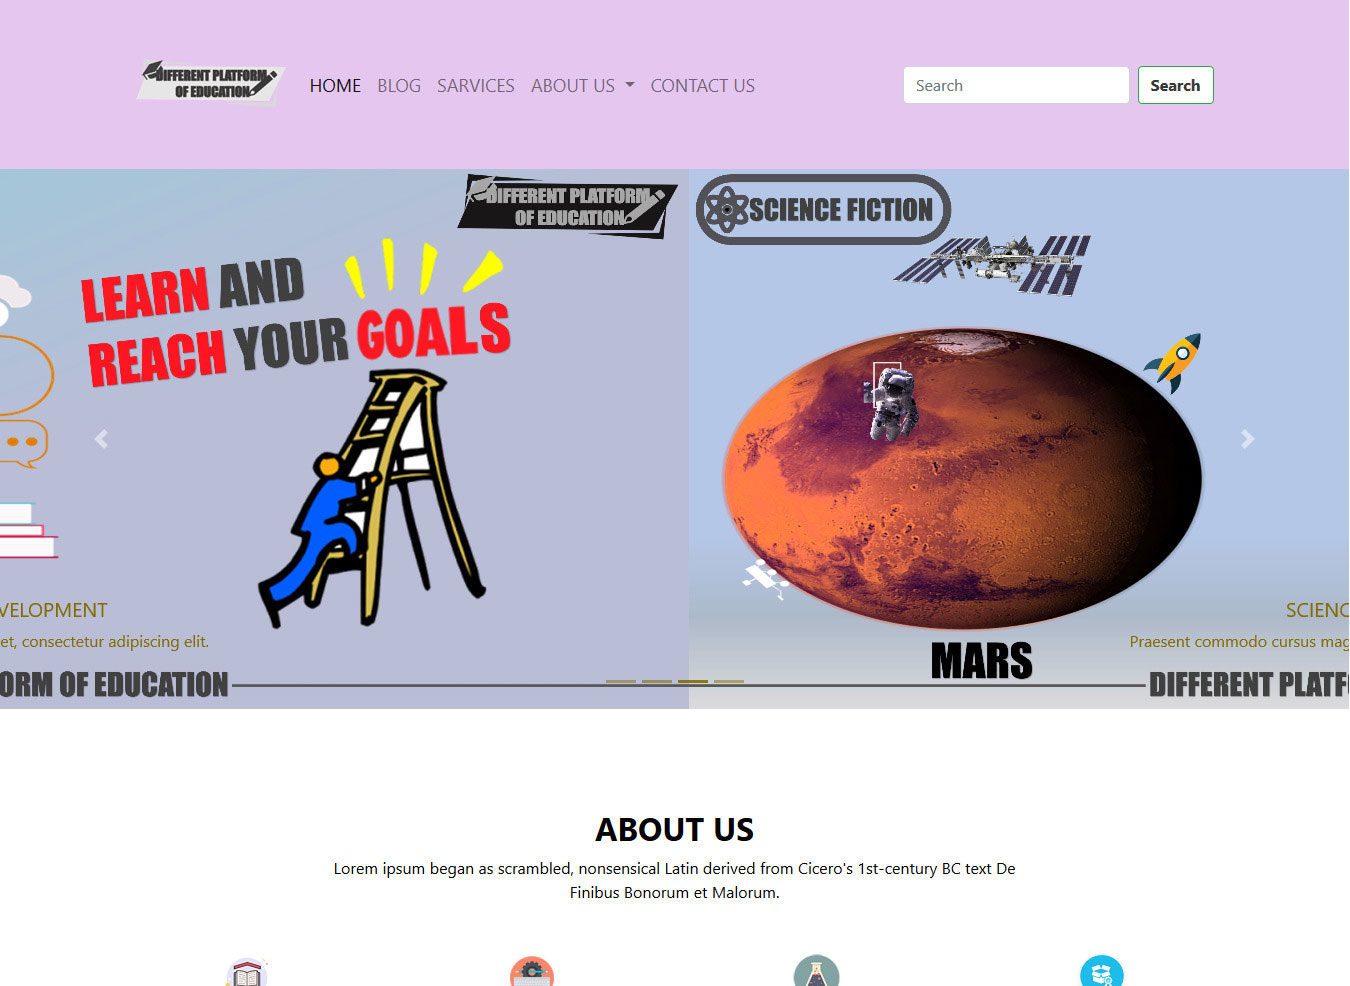 DIFFERENT PLATFORM
OF EDUCATION
HOME
BLOG
SARVICES
ABOUT US
CONTACT US
Search
Search
DIFFERENT PLATFORM
OF EDUCATION
LEARN AND
REACH YOUR GOALS
VELOPMENT
et, consectetur adipiscing elit.
ORM OF EDUCATION
SCIENCE FICTION
MARS
SCIENC
Praesent commodo cursus mag
DIFFERENT PLATF
ABOUT US
Lorem ipsum began as scrambled, nonsensical Latin derived from Cicero's 1st-century BC text De
Finibus Bonorum et Malorum.